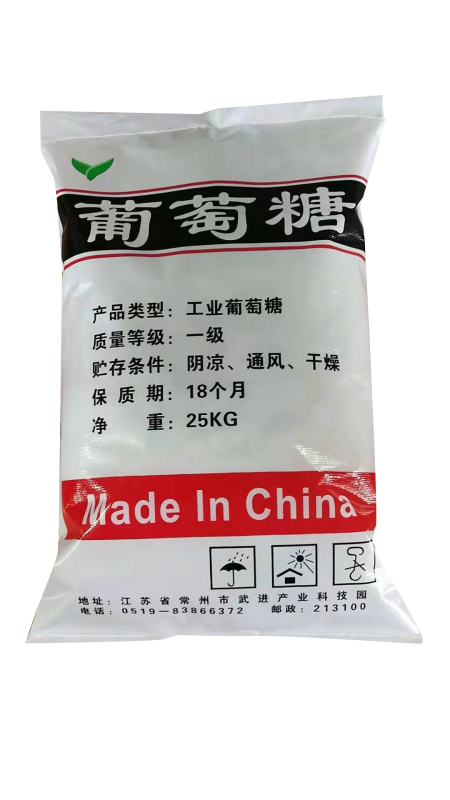 葡萄糖
产品类型：工业葡萄糖
质量等级：一级
贮存条件：阴凉、通风、干燥
保质期：18个月
净重：25KG
Made In China
地址：江苏省常州市武进产业科技园
电话：0519—83866372 邮政：213100